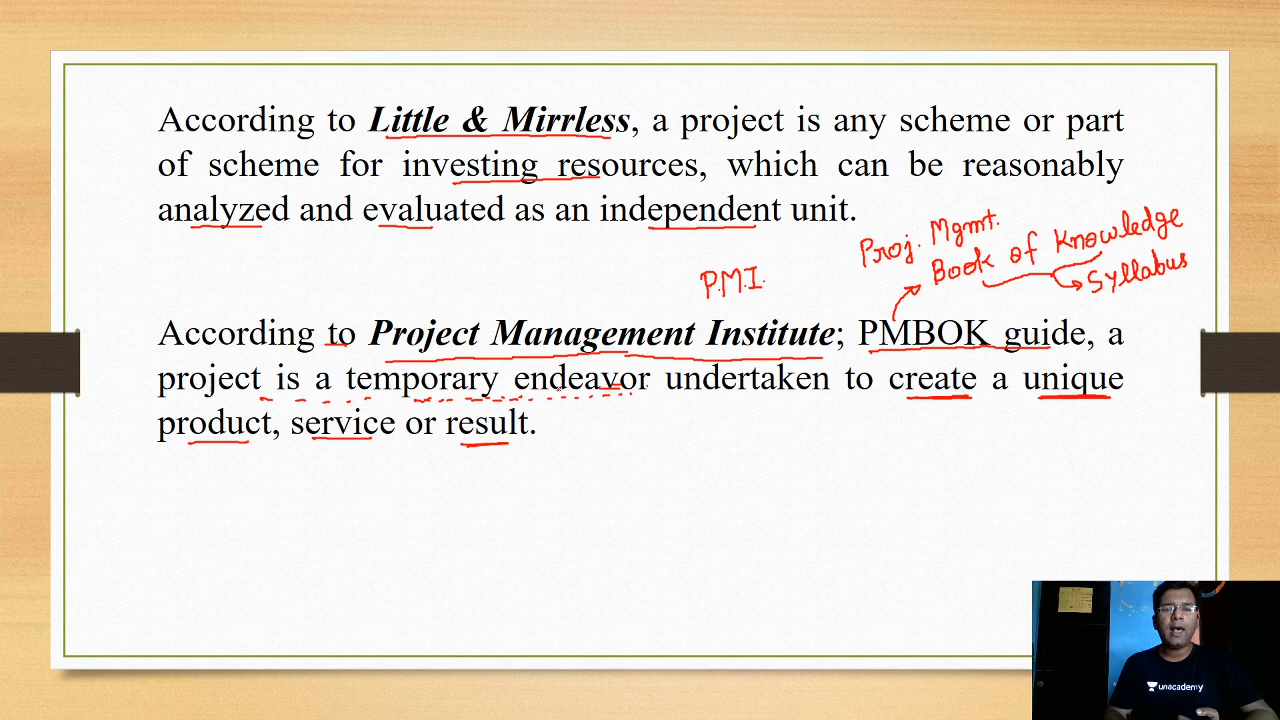 According to Little & Mirrless, a project is any scheme or part
of scheme for investing resources, which can be reasonably
analyzed and evaluated as an independent unit.
Proj. Mgmt.
Book of Knowledge
Syllabus
P.M.I.
According to Project Management Institute; PMBOK guide, a
project is a temporary endeavor undertaken to create a unique
product, service or result.
unacademy